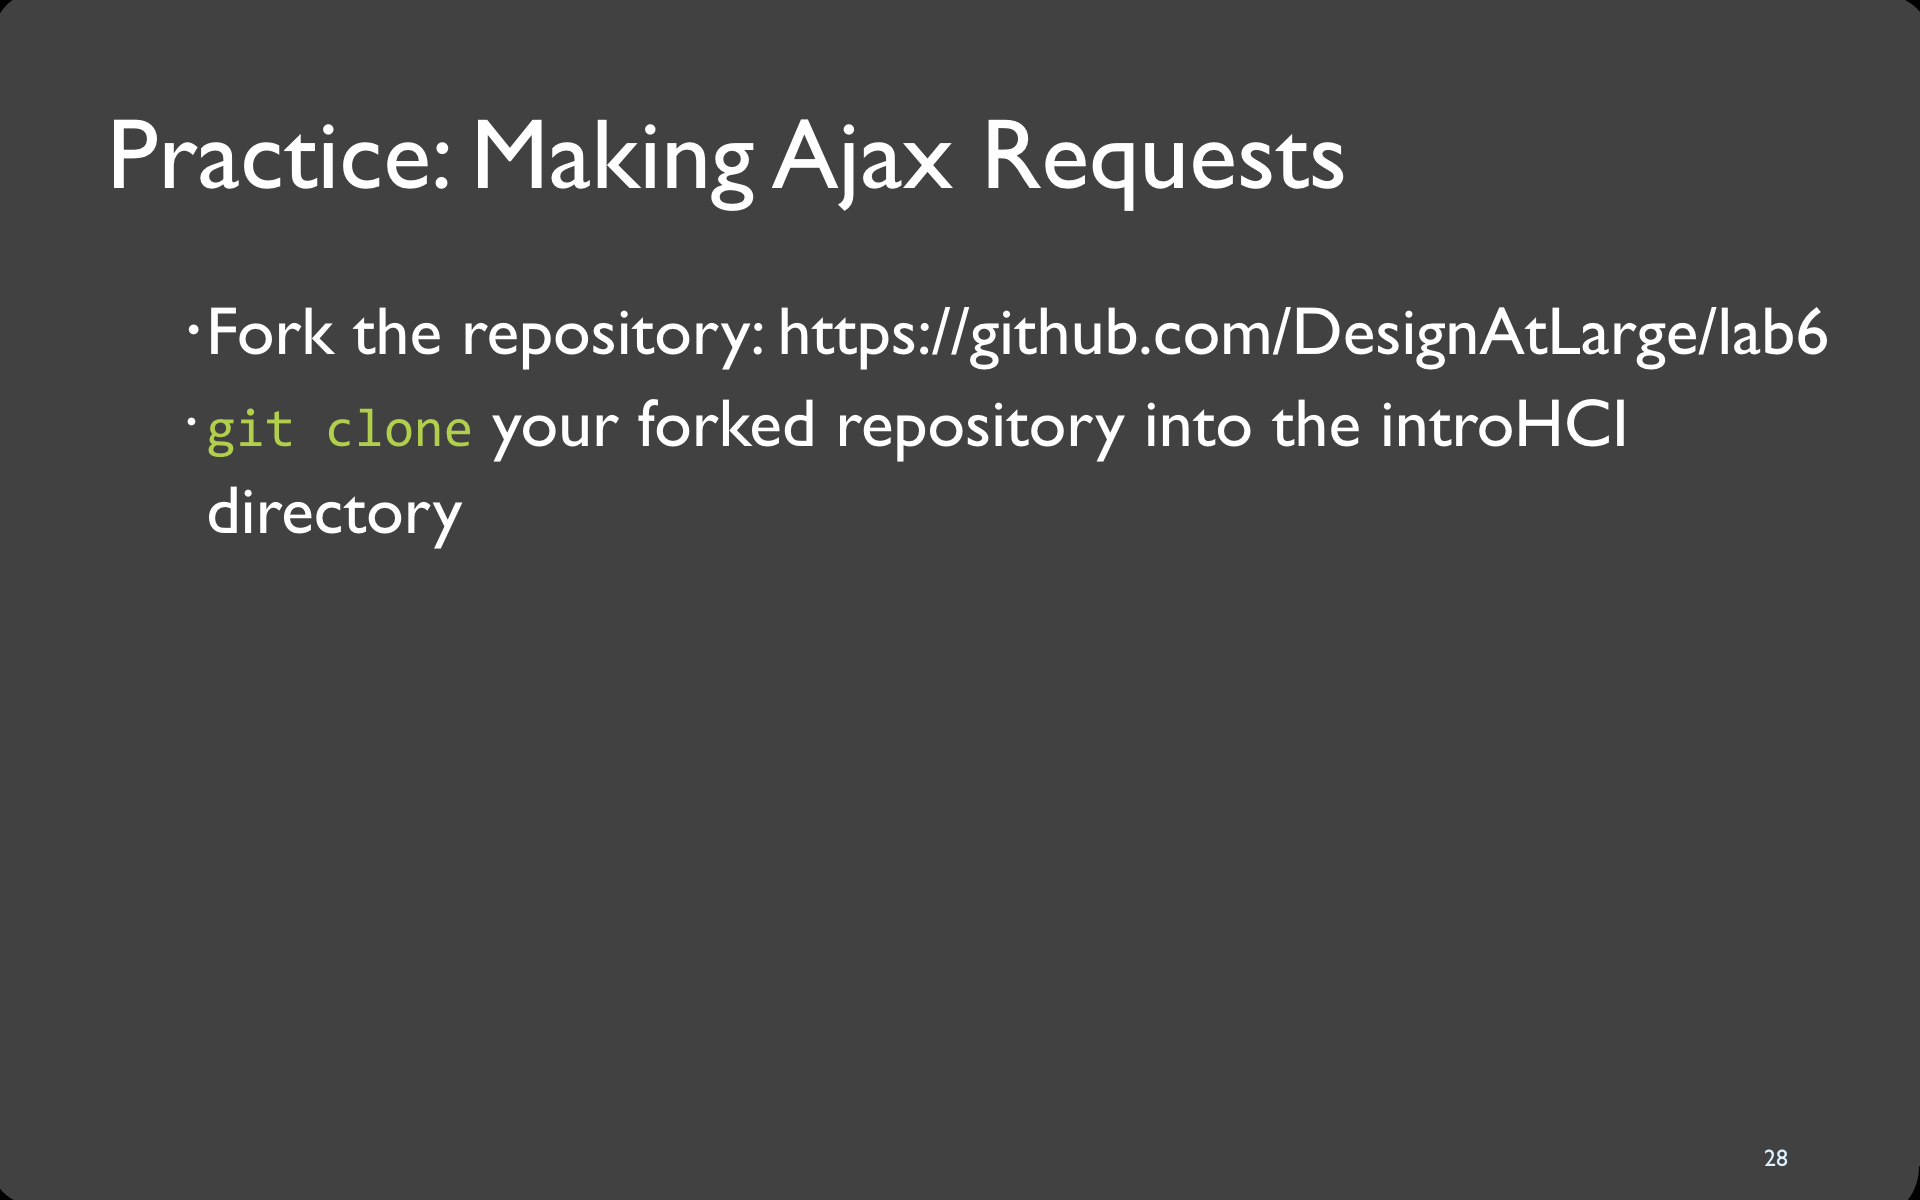 Practice: Making Ajax Requests
• Fork the repository: https://github.com/DesignAtLarge/lab6
• git clone your forked repository into the introHCI
directory
28